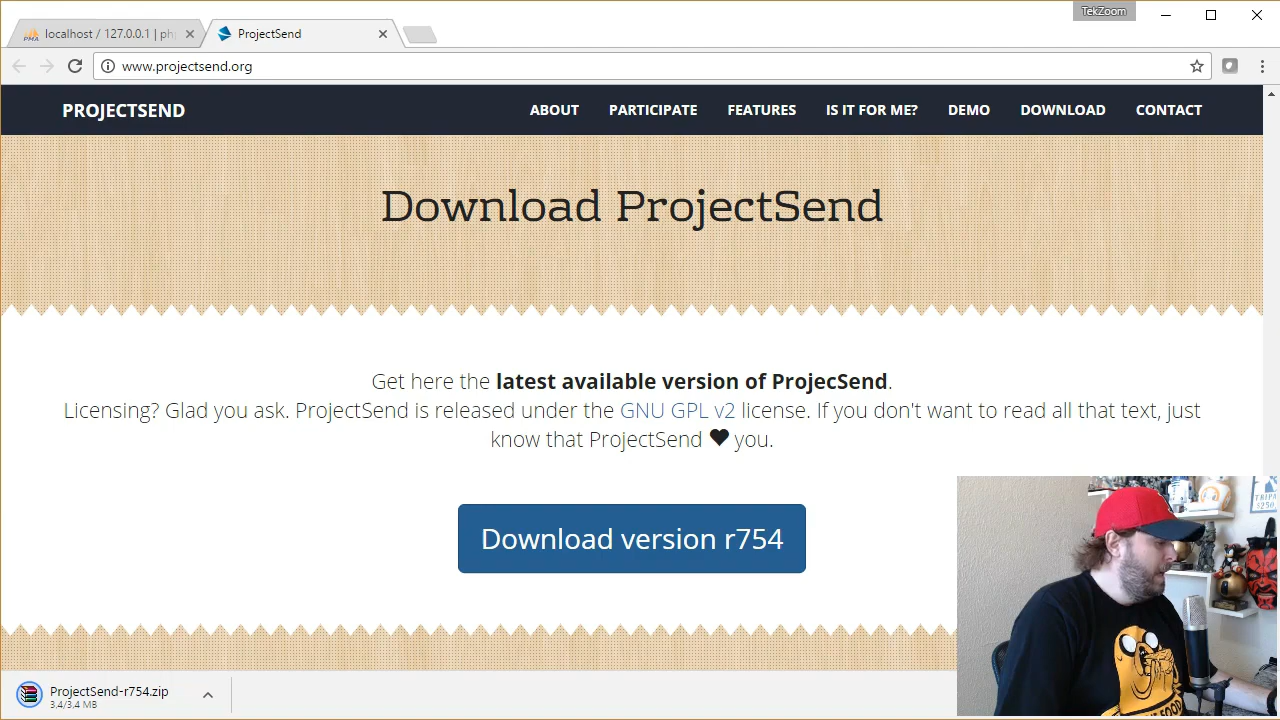 TekZoom
localhost / 127.0.0.1 | ph
ProjectSend
www.projectsend.org
PROJECTSEND
ABOUT
PARTICIPATE
FEATURES
IS IT FOR ME?
DEMO
DOWNLOAD
CONTACT
Download ProjectSend
Get here the latest available version of ProjecSend.
Licensing? Glad you ask. ProjectSend is released under the GNU GPL v2 license. If you don't want to read all that text, just
know that ProjectSend ♥ you.
Download version r754
ProjectSend-r754.zip
3.4/3.4 MB
PMA
$250